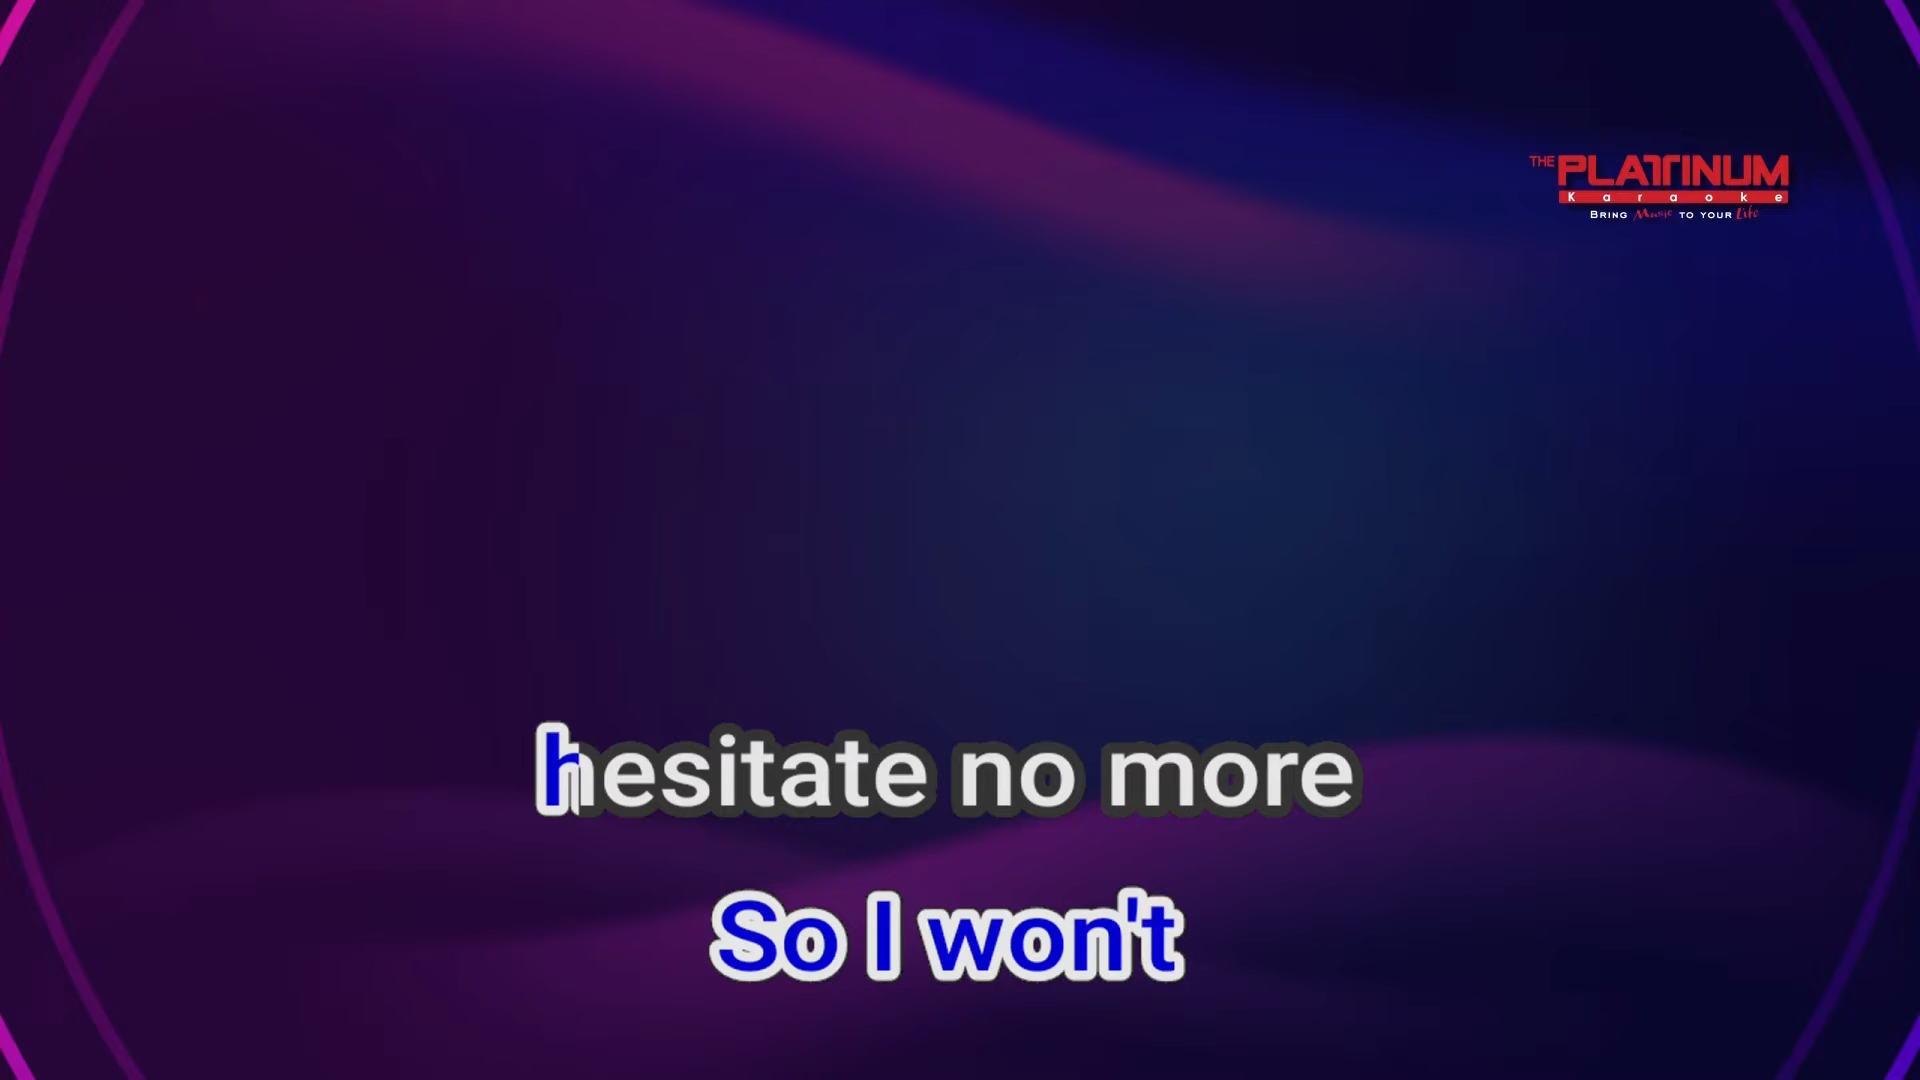 THE PLATINUM
Karaoke
BRING Music TO YOUR Life
hesitate no more
So I won't